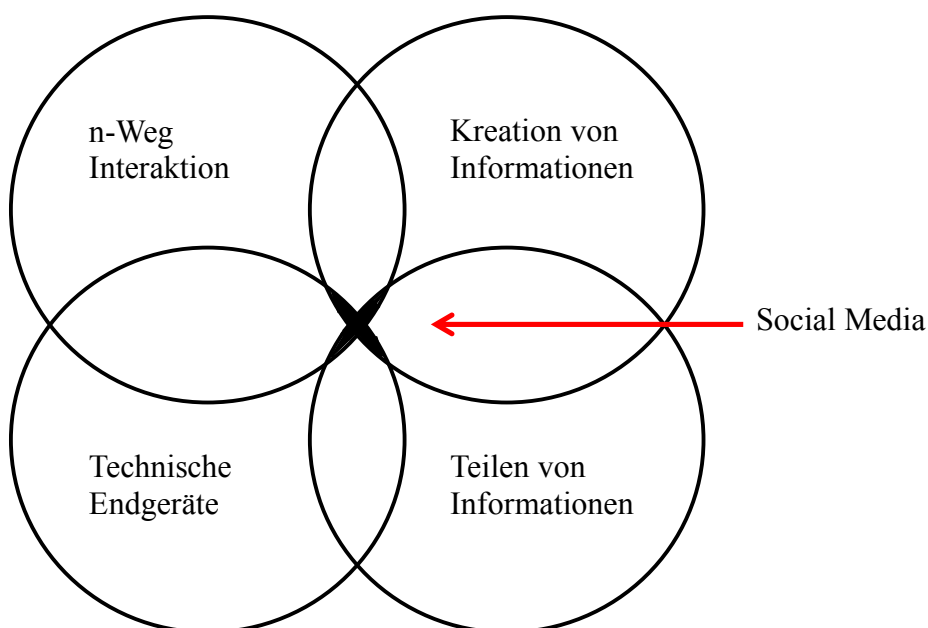 n-Weg
Interaktion
Kreation von
Informationen
Social Media
Technische
Endgeräte
Teilen von
Informationen